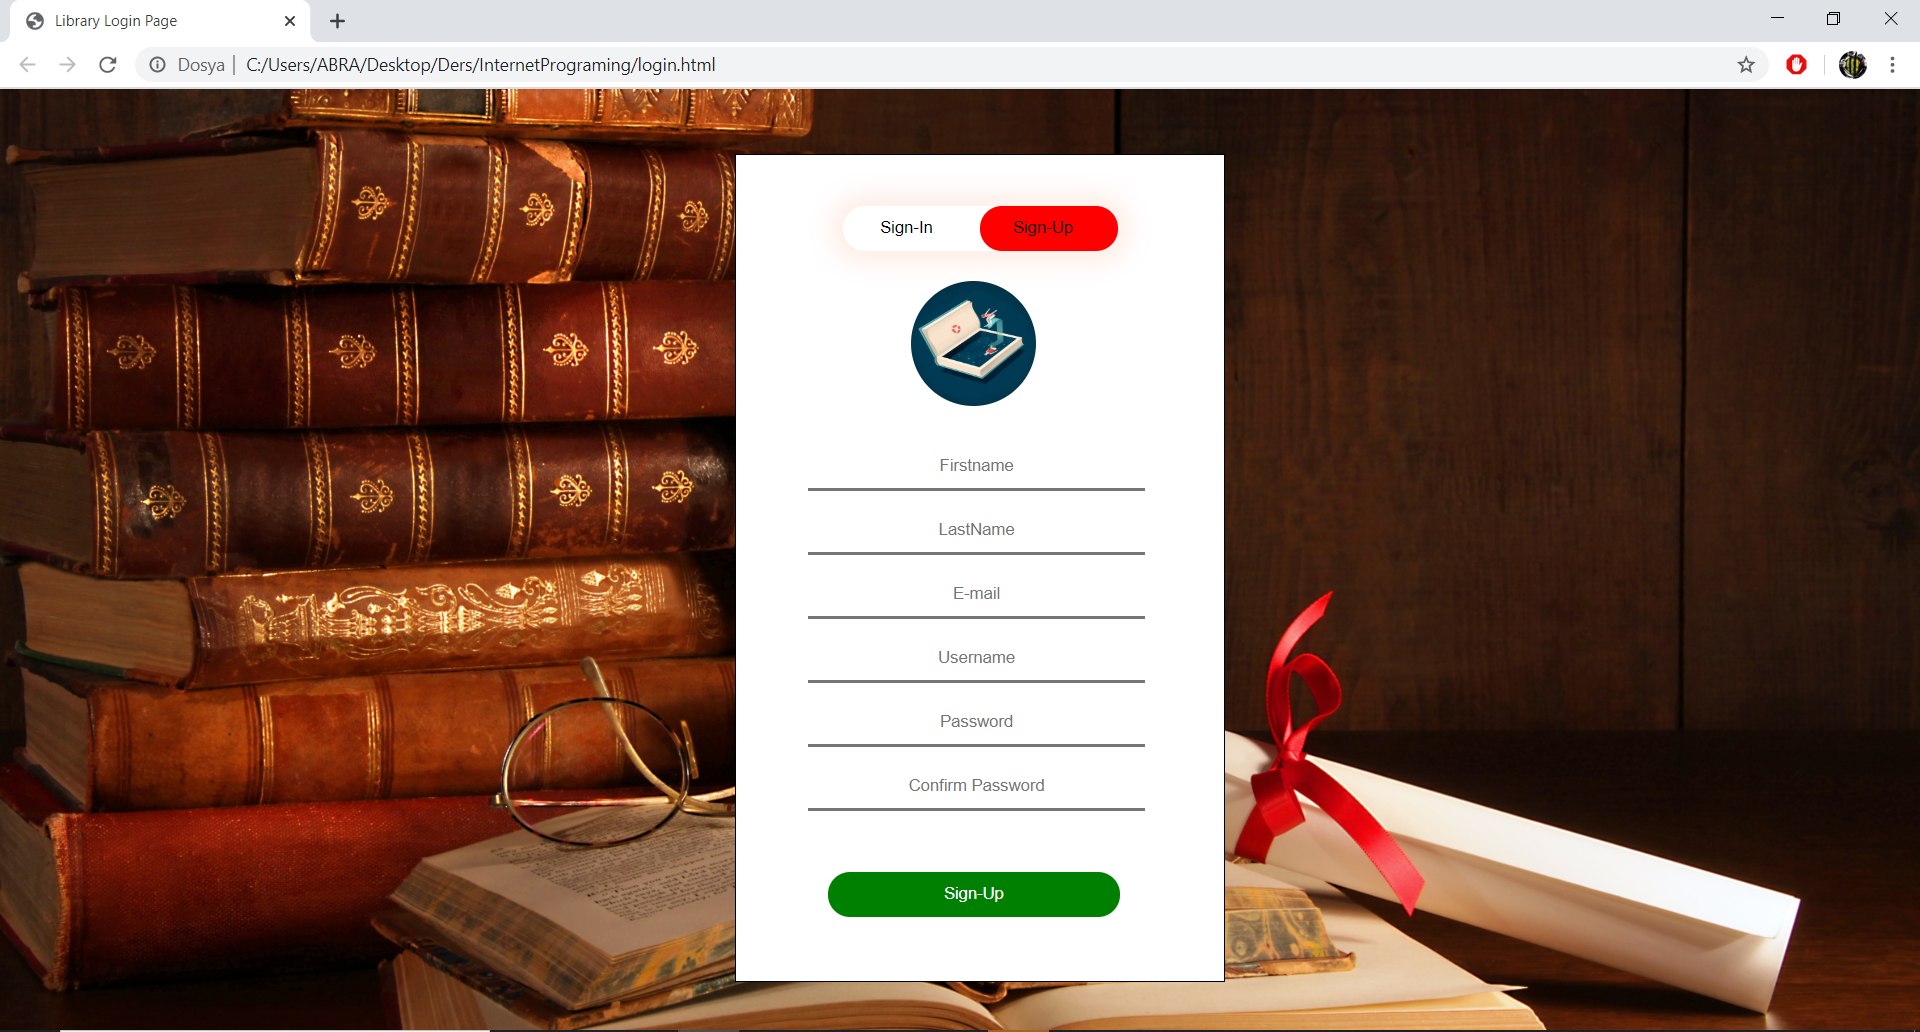 Library Login Page
Dosya | C:/Users/ABRA/Desktop/Ders/InternetPrograming/login.html
Sign-In Sign-Up
Firstname
LastName
E-mail
Username
Password
Confirm Password
Sign-Up